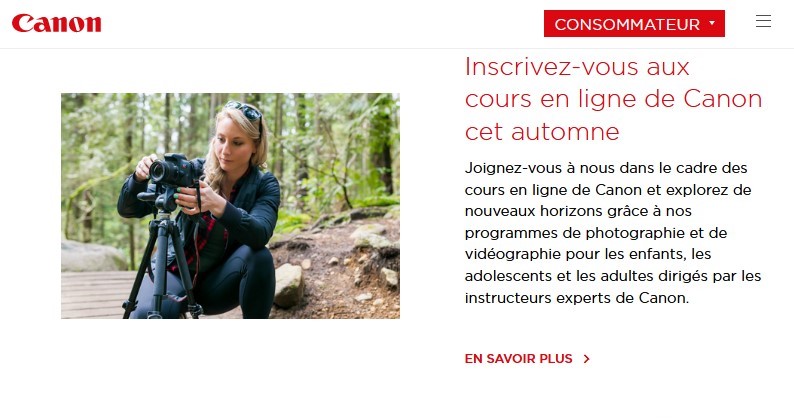 Canon
CONSOMMATEUR
Inscrivez-vous aux
cours en ligne de Canon
cet automne
Joignez-vous à nous dans le cadre des
cours en ligne de Canon et explorez de
nouveaux horizons grâce à nos
programmes de photographie et de
vidéographie pour les enfants, les
adolescents et les adultes dirigés par les
instructeurs experts de Canon.
EN SAVOIR PLUS